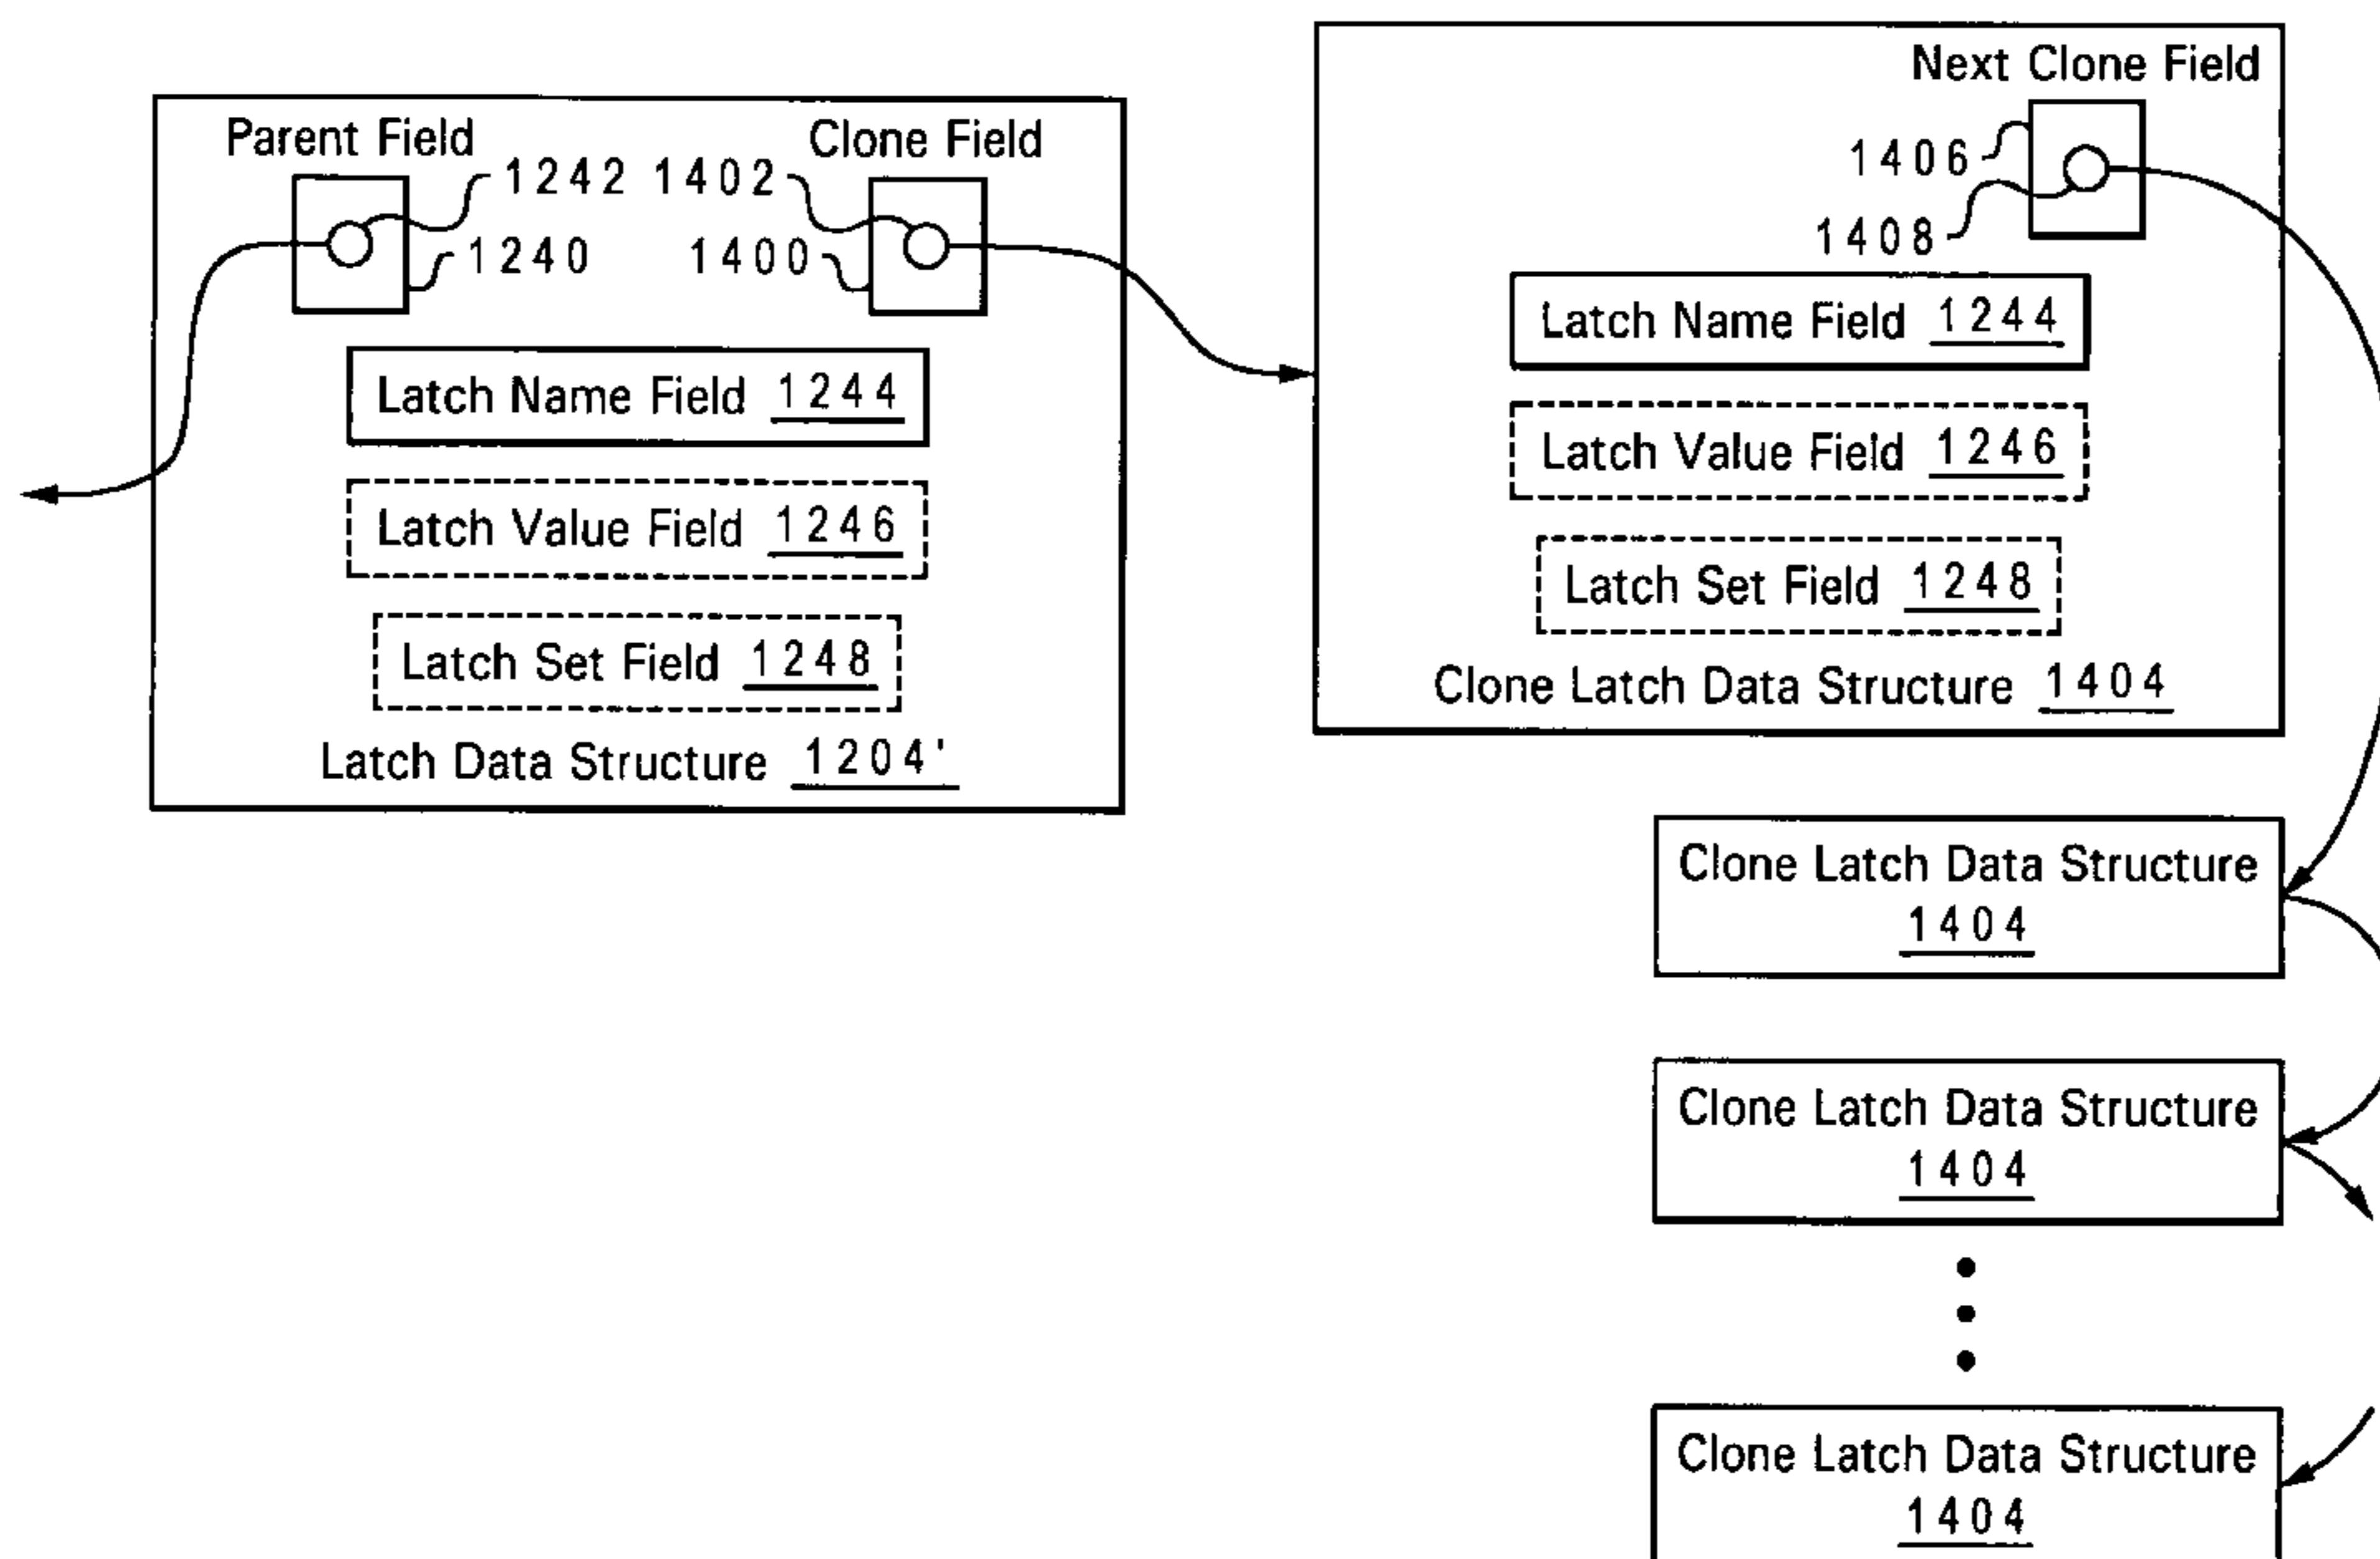 Parent Field
Clone Field
1242 1402
1240
1400
Latch Name Field 1244
Latch Value Field 1246
Latch Set Field 1248
Latch Data Structure 1204'
Next Clone Field
1406
1408
Latch Name Field 1244
Latch Value Field 1246
Latch Set Field 1248
Clone Latch Data Structure 1404
Clone Latch Data Structure
1404
Clone Latch Data Structure
1404
Clone Latch Data Structure
1404